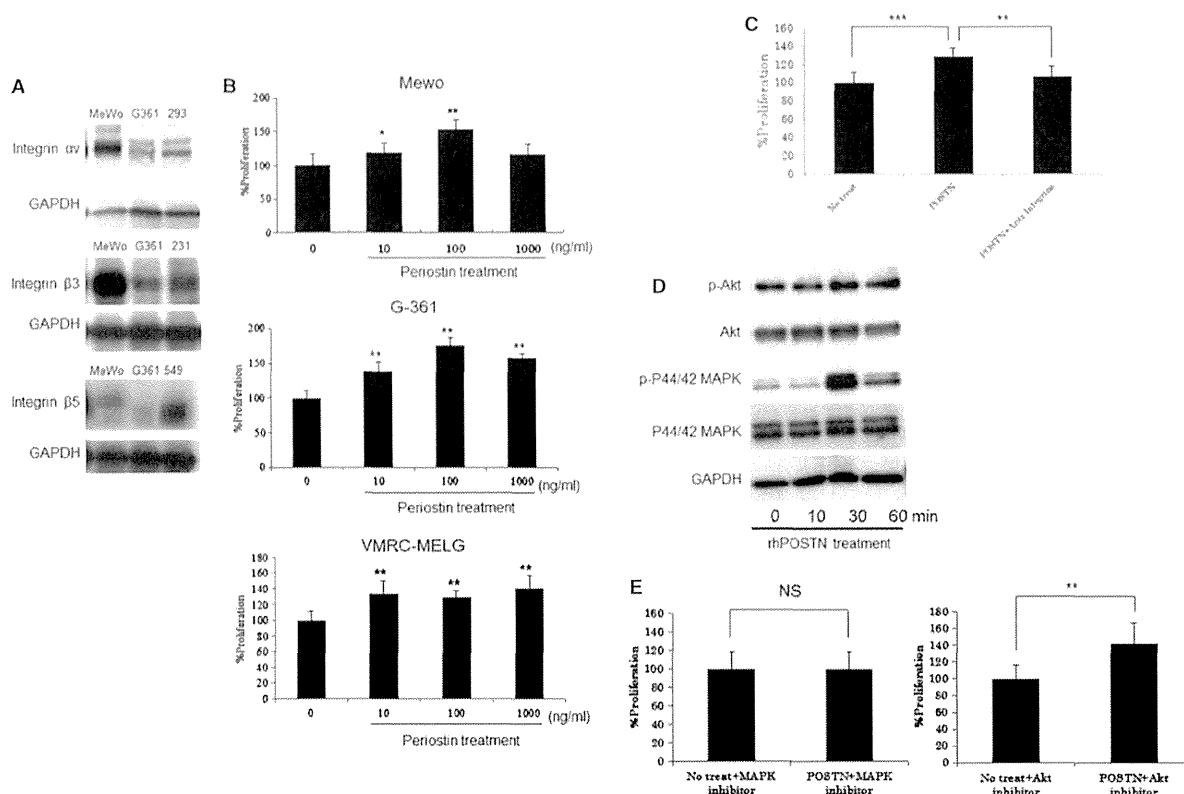 A
MeWo G361 293
Integrin αv
GAPDH
MeWo G361 231
Integrin β3
GAPDH
MeWo G361 549
Integrin β5
GAPDH
B
Mewo
%Proliferation
200
150
100
50
0
0 10 100 1000 (ng/ml)
* **
Periostin treatment
G-361
%Proliferation
200
150
100
50
0
0 10 100 1000 (ng/ml)
** ** **
Periostin treatment
VMRC-MELG
%Proliferation
180
160
140
120
100
80
60
40
20
0
0 10 100 1000 (ng/ml)
** ** **
Periostin treatment
C
*** **
%Proliferation
160
140
120
100
80
60
40
20
0
No treat
POSTN
POSTN+Anti Integrins
D
p-Akt
Akt
p-P44/42 MAPK
P44/42 MAPK
GAPDH
0 10 30 60 min
rhPOSTN treatment
E
NS
%Proliferation
160
140
120
100
80
60
40
20
0
No treat+MAPK inhibitor
POSTN+MAPK inhibitor
**
%Proliferation
180
160
140
120
100
80
60
40
20
0
No treat+Akt inhibitor
POSTN+Akt inhibitor